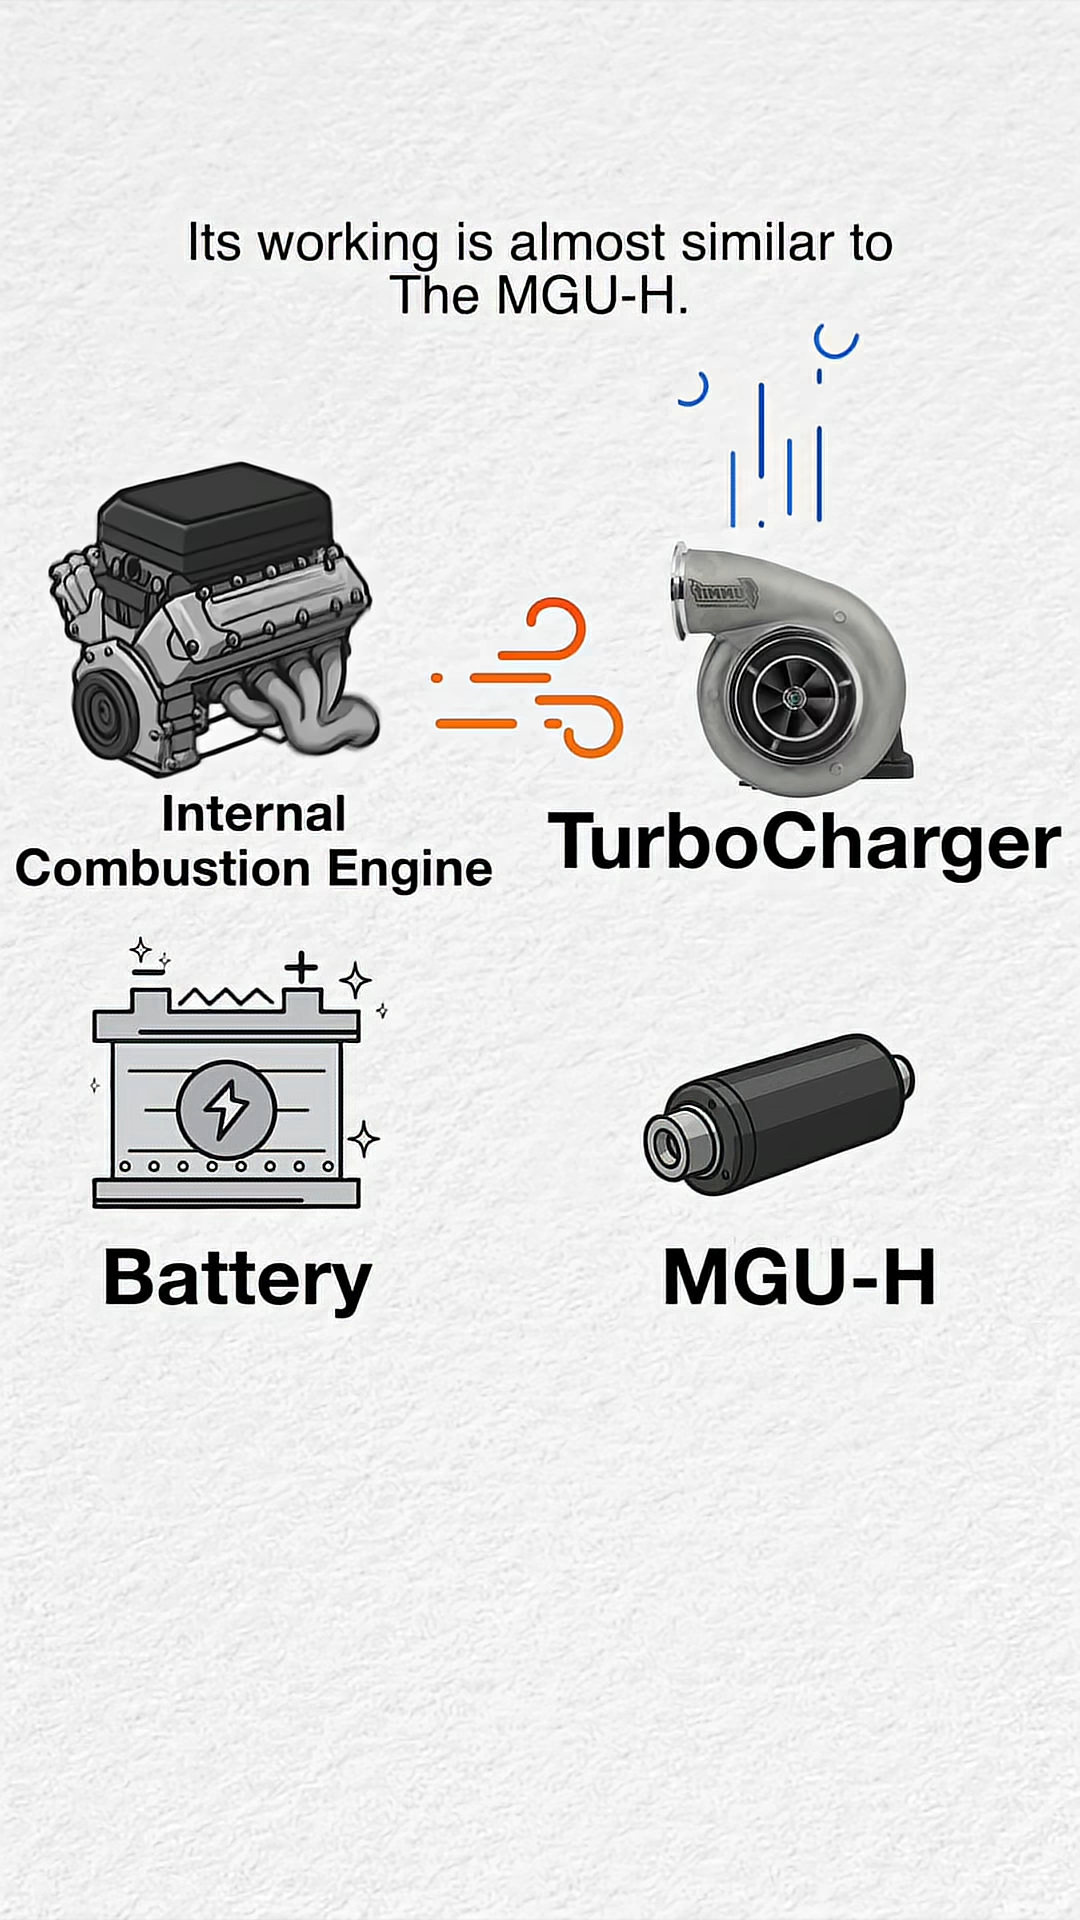 Its working is almost similar to
The MGU-H.
Internal
Combustion Engine
TurboCharger
Battery
MGU-H